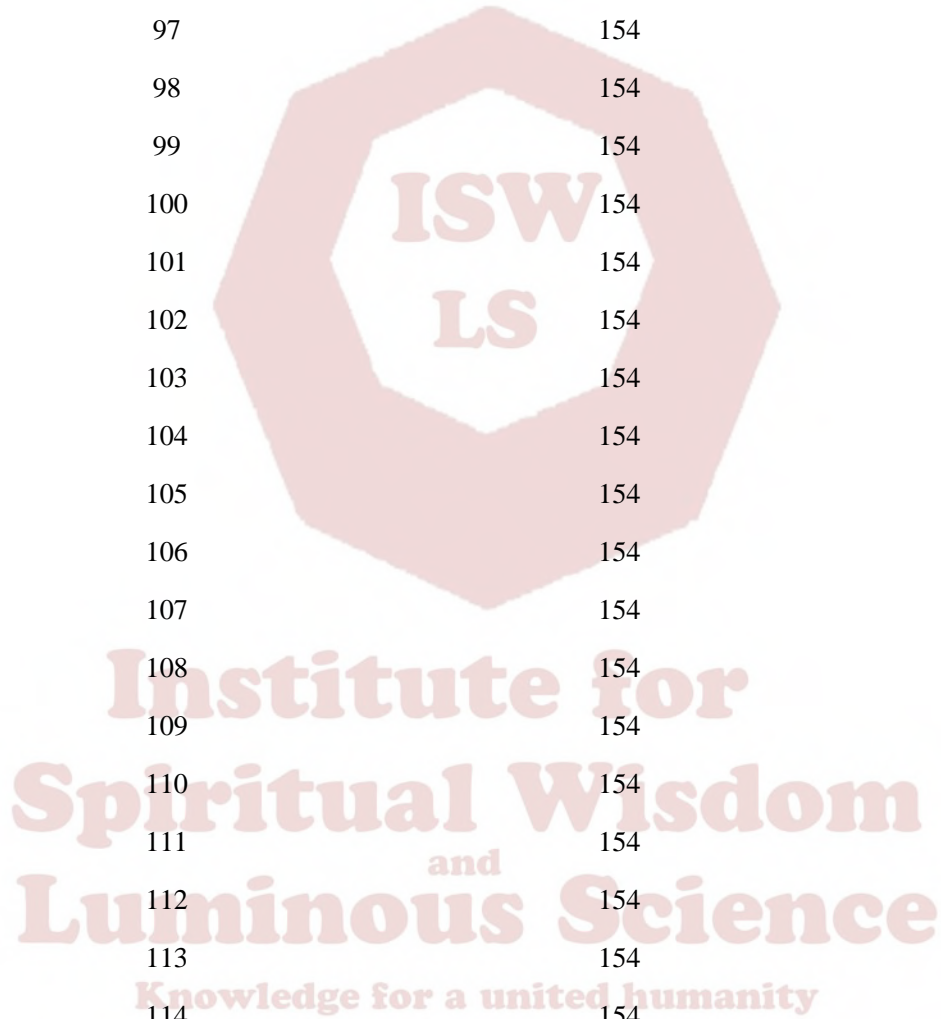 97 154
98 154
99 154
100 ISW 154
101 154
102 LS 154
103 154
104 154
105 154
106 154
107 154
108 154
Institute for
109 154
110 154
Spiritual Wisdom
111 154
and
112 154
Luminous Science
113 154
Knowledge for a united humanity
114 154